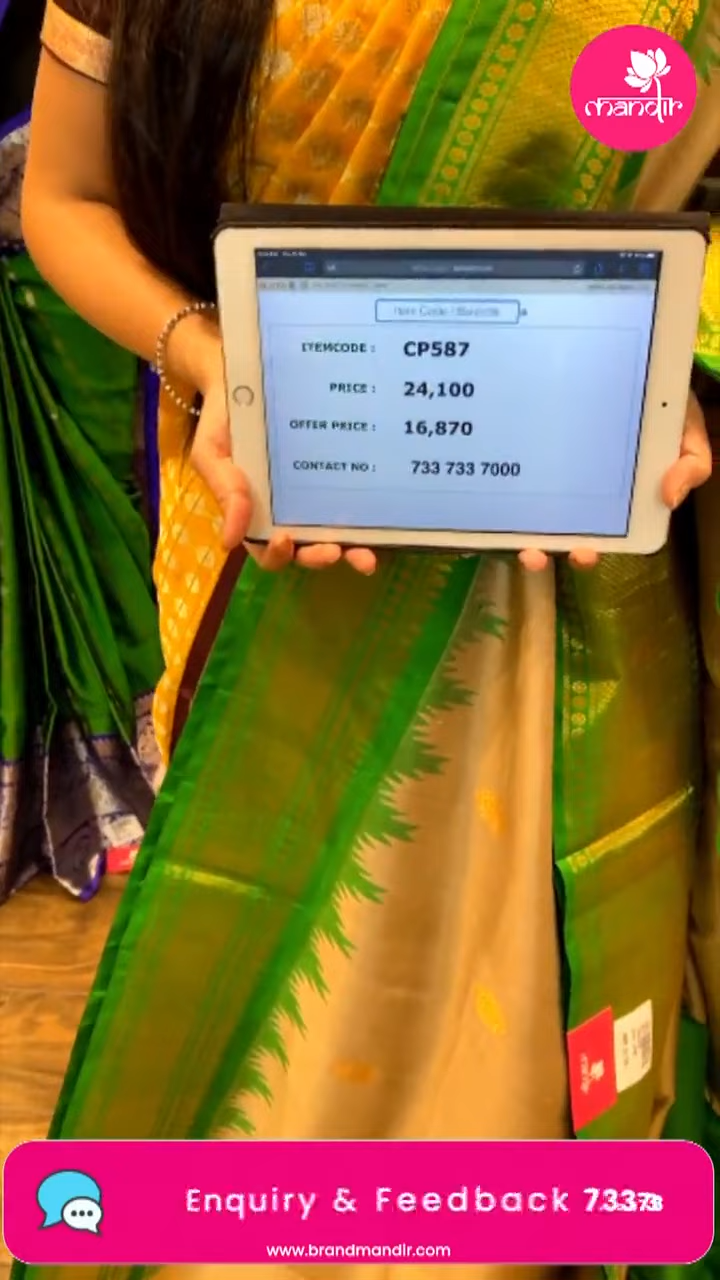 mandir
ITEMCODE : CP587
PRICE : 24,100
OFFER PRICE : 16,870
CONTACT NO : 733 733 7000
Enquiry & Feedback
www.brandmandir.com